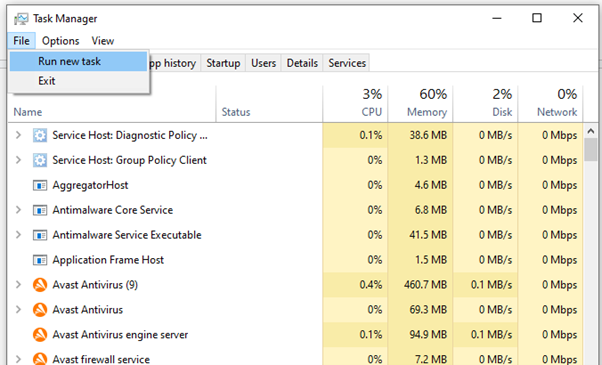 Task Manager
File Options View
Run new task
Exit
pp history Startup Users Details Services
3% 60% 2% 0%
Name Status CPU Memory Disk Network
Service Host: Diagnostic Policy ... 0.1% 38.6 MB 0 MB/s 0 Mbps
Service Host: Group Policy Client 0% 1.3 MB 0 MB/s 0 Mbps
AggregatorHost 0% 4.6 MB 0 MB/s 0 Mbps
Antimalware Core Service 0% 6.8 MB 0 MB/s 0 Mbps
Antimalware Service Executable 0% 41.5 MB 0 MB/s 0 Mbps
Application Frame Host 0% 1.5 MB 0 MB/s 0 Mbps
Avast Antivirus (9) 0.4% 460.7 MB 0.1 MB/s 0 Mbps
Avast Antivirus 0% 69.3 MB 0 MB/s 0 Mbps
Avast Antivirus engine server 0.1% 94.9 MB 0.1 MB/s 0 Mbps
Avast firewall service 0% 7.2 MB 0 MB/s 0 Mbps